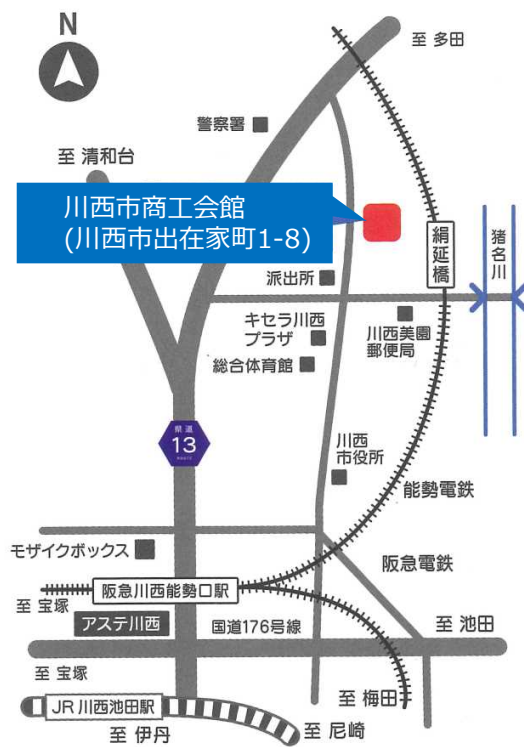 N
至 多田
警察署
至 清和台
川西市商工会館
(川西市出在家町1-8)
絹延橋
猪名川
派出所
キセラ川西
プラザ
川西美園
郵便局
総合体育館
県道
13
川西
市役所
能勢電鉄
モザイクボックス
阪急電鉄
阪急川西能勢口駅
至 宝塚
アステ川西
国道176号線
至 池田
至 宝塚
至 梅田
JR 川西池田駅
至 伊丹
至 尼崎